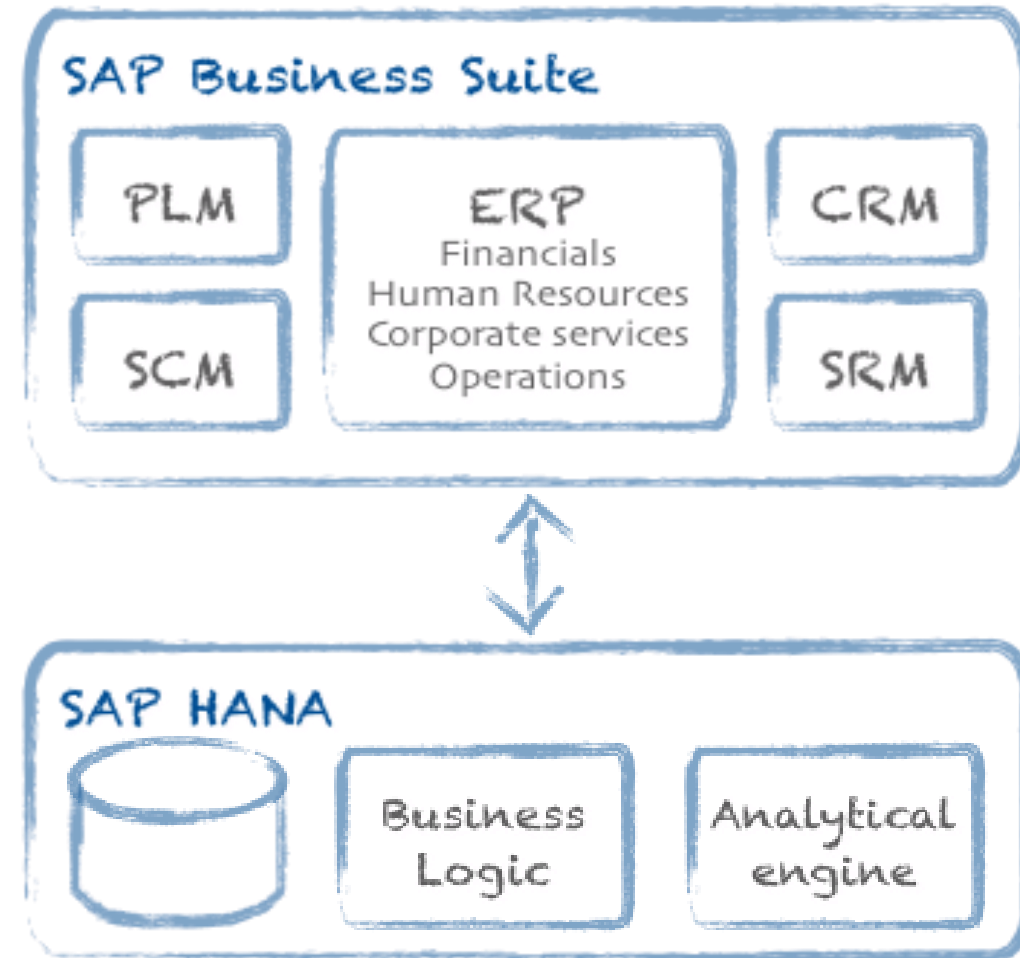 SAP Business Suite
PLM
ERP
Financials
Human Resources
Corporate services
Operations
CRM
SCM
SRM
SAP HANA
Business
Logic
Analytical
engine